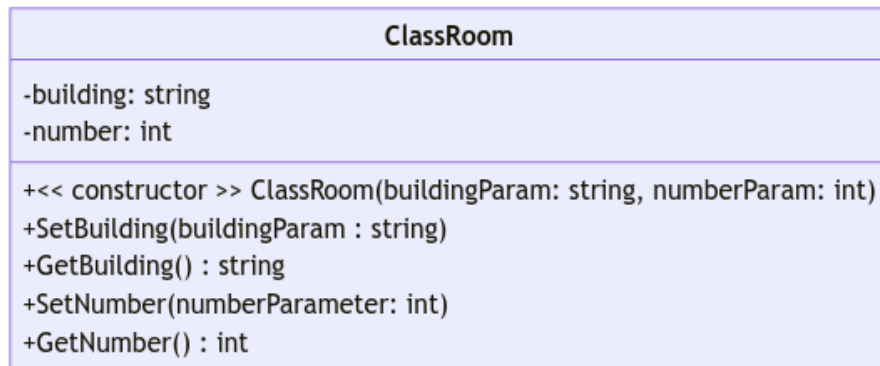 ClassRoom
-building: string
-number: int
+<< constructor >> ClassRoom(buildingParam: string, numberParam: int)
+SetBuilding(buildingParam : string)
+GetBuilding() : string
+SetNumber(numberParameter: int)
+GetNumber() : int